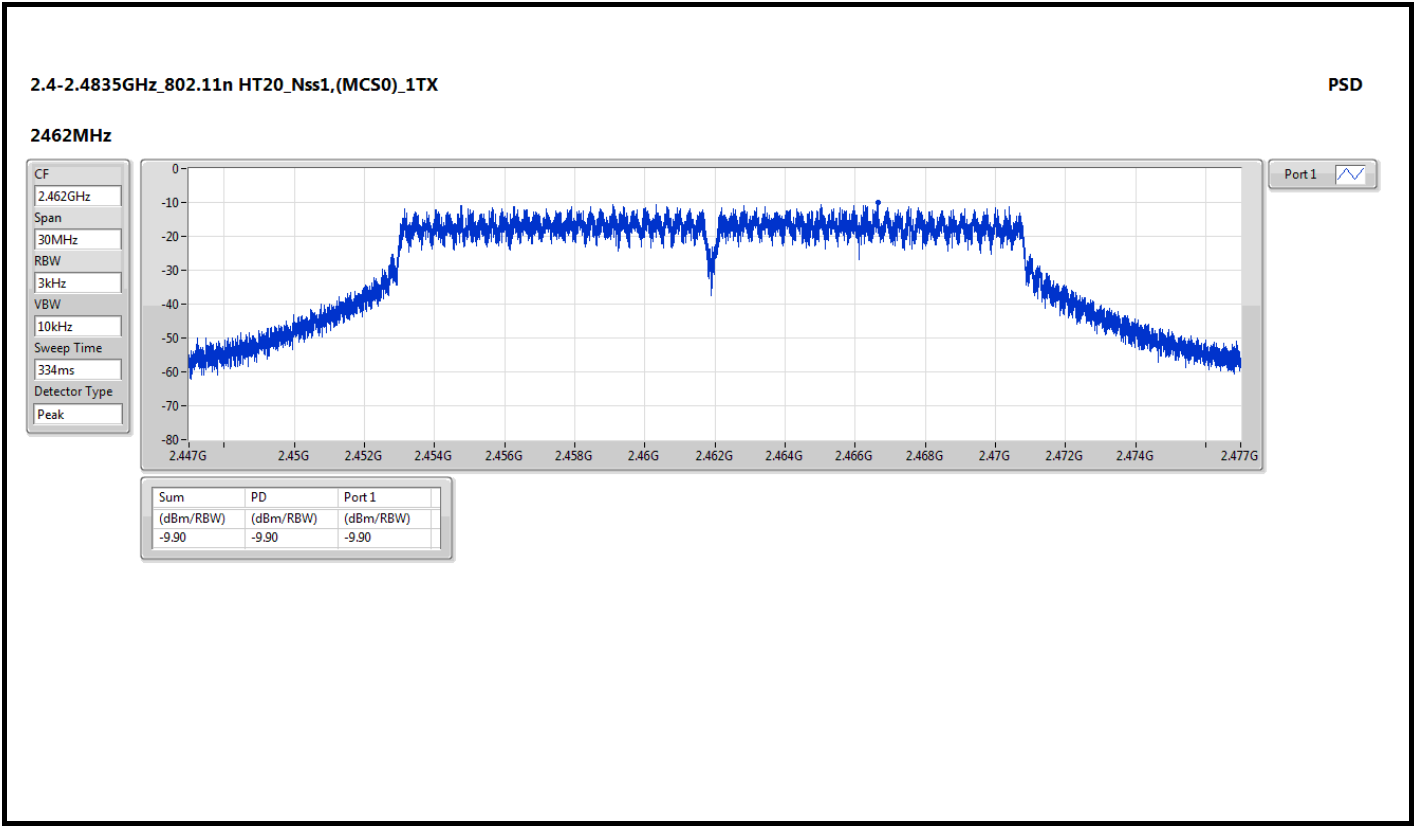 2.4-2.4835GHz_802.11n HT20_Nss1,(MCS0)_1TX
PSD
2462MHz
CF
2.462GHz
Span
30MHz
RBW
3kHz
VBW
10kHz
Sweep Time
334ms
Detector Type
Peak
0
-10
-20
-30
-40
-50
-60
-70
-80
2.447G 2.45G 2.452G 2.454G 2.456G 2.458G 2.46G 2.462G 2.464G 2.466G 2.468G 2.47G 2.472G 2.474G 2.477G
Port 1
Sum PD Port 1
(dBm/RBW) (dBm/RBW) (dBm/RBW)
-9.90 -9.90 -9.90